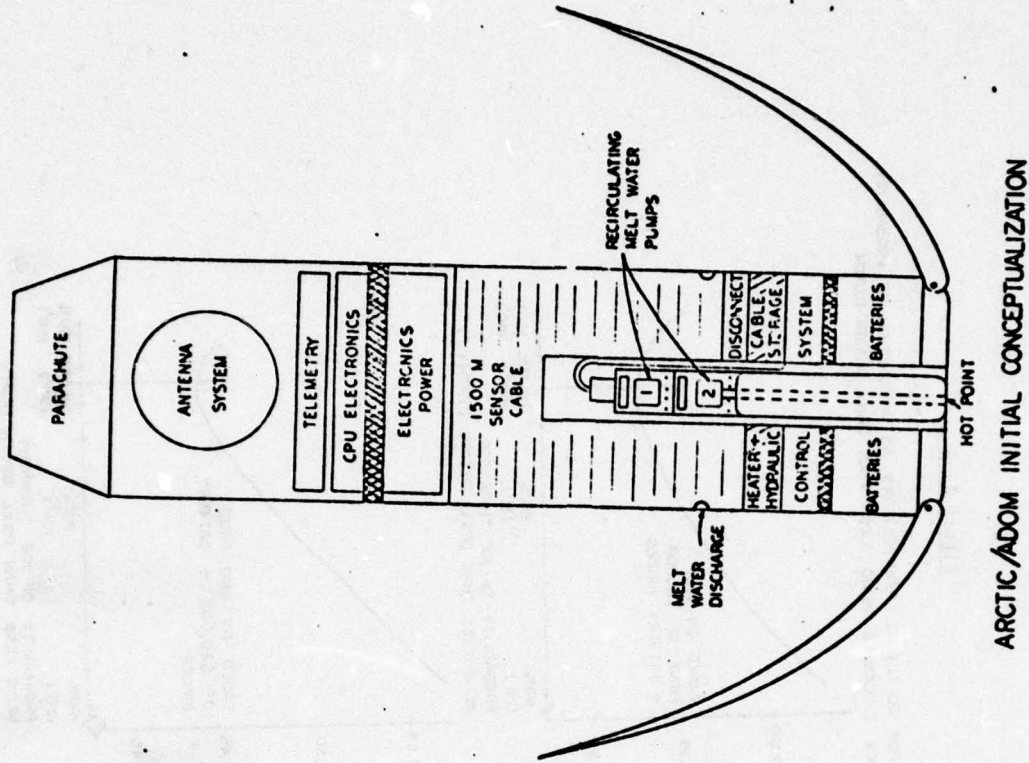 PARACHUTE
ANTENNA
SYSTEM
TELEMETRY
CPU ELECTRONICS
ELECTRONICS
POWER
1500 M
SENSOR
CABLE
RECIRCULATING
MELT WATER
PUMPS
1
2
MELT
WATER
DISCHARGE
DISCONNECT
CABLE
HEATER +
HYDRAULIC
CONTROL
SYSTEM
BATTERIES
BATTERIES
HOT POINT
ARCTIC/ADOM INITIAL CONCEPTUALIZATION